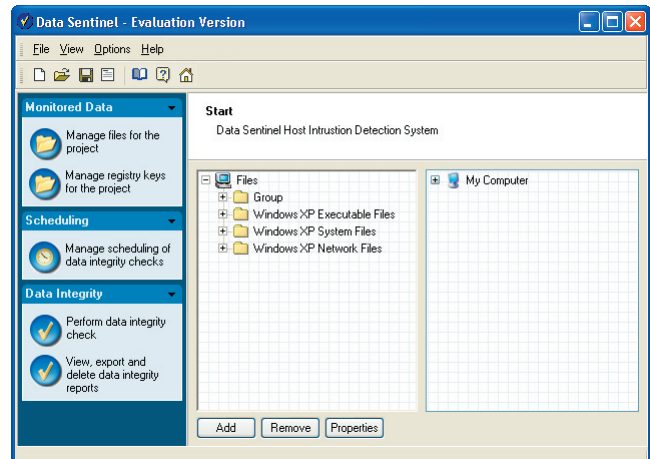 Data Sentinel - Evaluation Version
File View Options Help
Monitored Data
Manage files for the
project
Manage registry keys
for the project
Scheduling
Manage scheduling of
data integrity checks
Data Integrity
Perform data integrity
check
View, export and
delete data integrity
reports
Start
Data Sentinel Host Intrustion Detection System
Files
Group
Windows XP Executable Files
Windows XP System Files
Windows XP Network Files
My Computer
Add Remove Properties